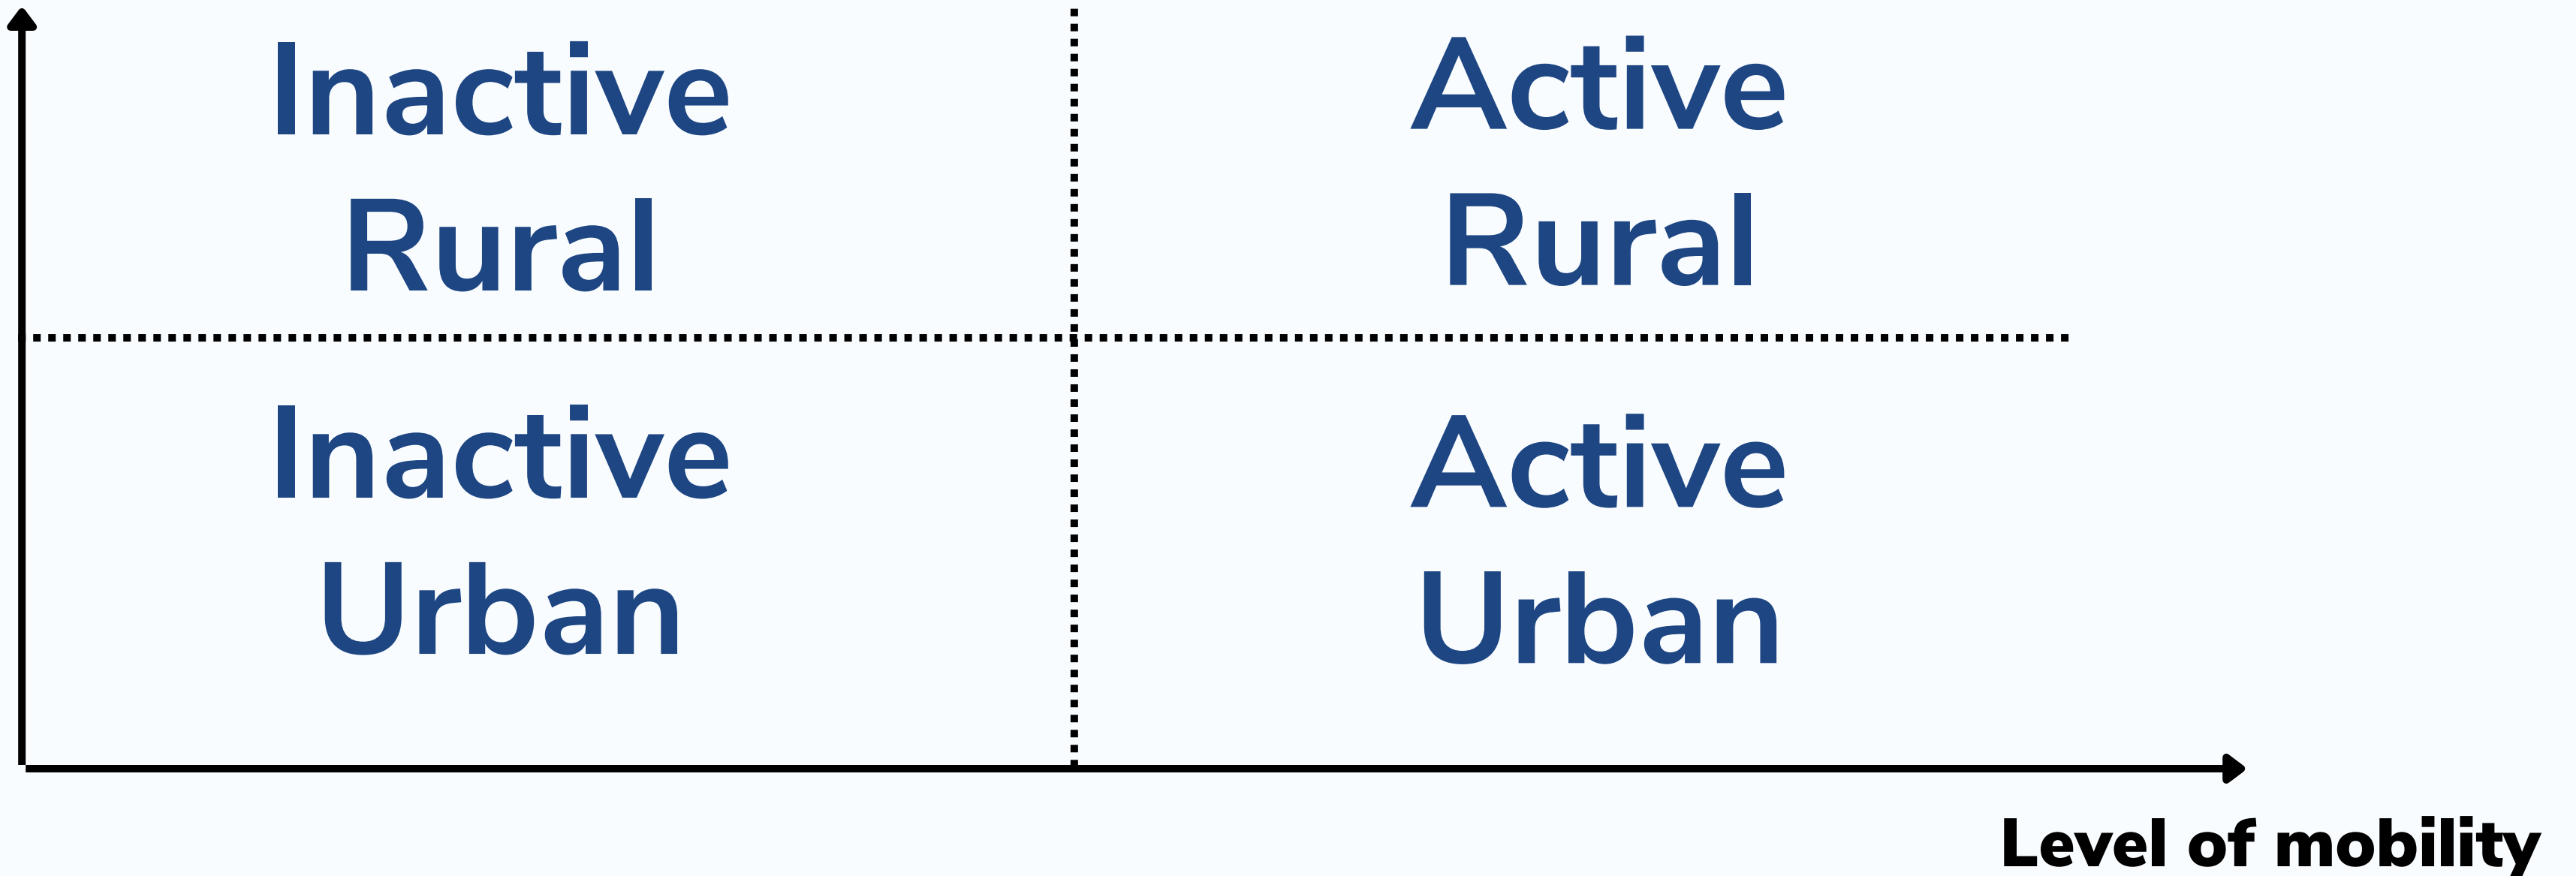 Inactive
Rural
Active
Rural
Inactive
Urban
Active
Urban
Level of mobility